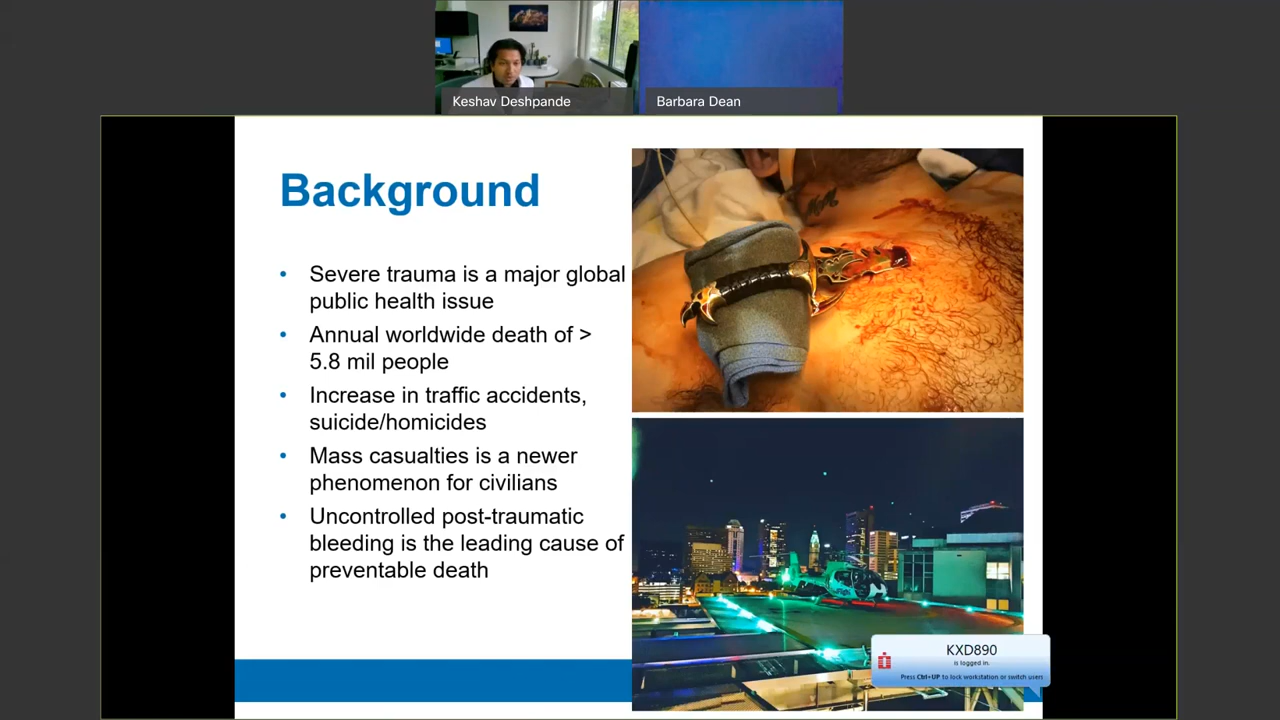 Keshav Deshpande
Barbara Dean
Background
• Severe trauma is a major global
public health issue
• Annual worldwide death of >
5.8 mil people
• Increase in traffic accidents,
suicide/homicides
• Mass casualties is a newer
phenomenon for civilians
• Uncontrolled post-traumatic
bleeding is the leading cause of
preventable death
KXD890
is logged in.
Press Ctrl+UP to lock workstation or switch users